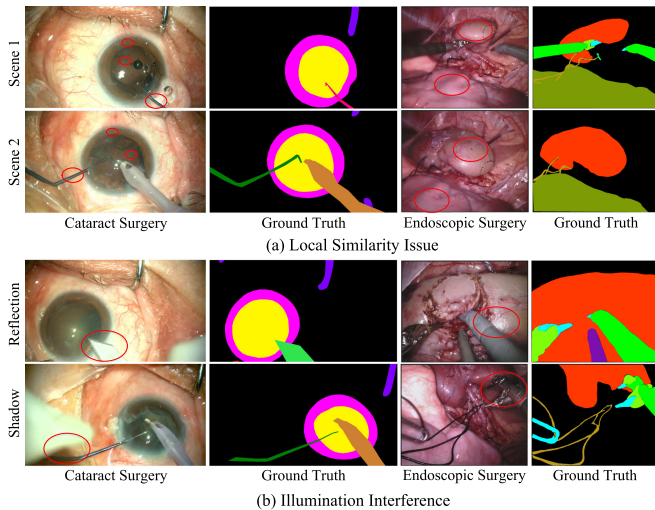 Scene 1
Scene 2
Cataract Surgery Ground Truth Endoscopic Surgery Ground Truth
(a) Local Similarity Issue
Reflection
Shadow
Cataract Surgery Ground Truth Endoscopic Surgery Ground Truth
(b) Illumination Interference